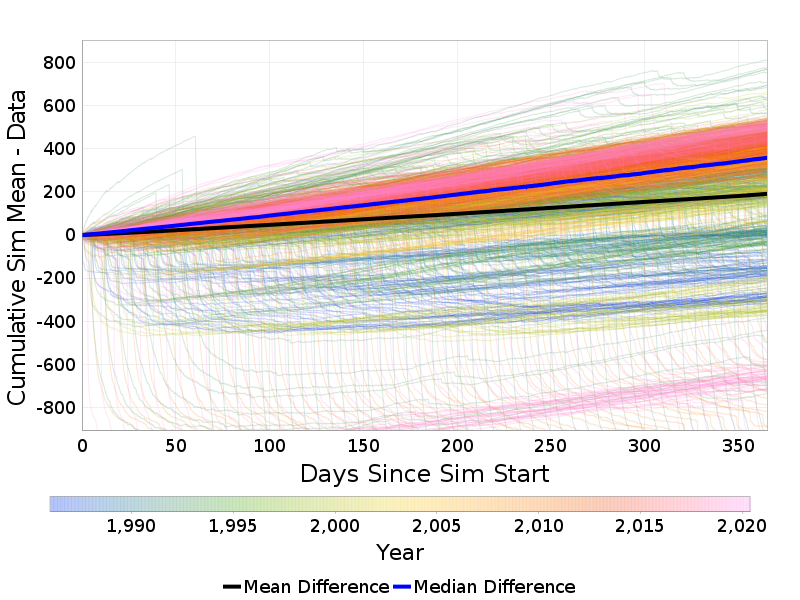 Cumulative Sim Mean - Data
800
600
400
200
0
-200
-400
-600
-800
0 50 100 150 200 250 300 350
Days Since Sim Start
1,990 1,995 2,000 2,005 2,010 2,015 2,020
Year
Mean Difference Median Difference